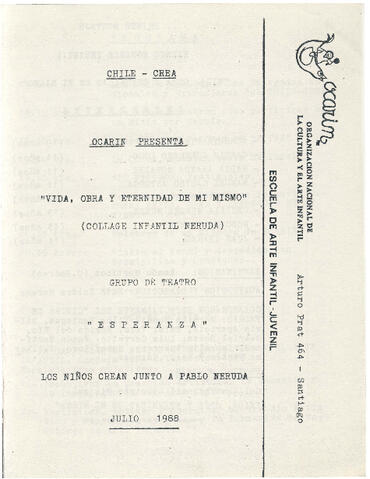 CHILE - CREA
OCARIN PRESENTA
"VIDA, OBRA Y ETERNIDAD DE MI MISMO"
(COLLAGE INFANTIL NERUDA)
GRUPO DE TEATRO
"ESPERANZA"
LOS NIÑOS CREAN JUNTO A PABLO NERUDA
JULIO 1988
ocarin
ORGANIZACION NACIONAL DE
LA CULTURA Y EL ARTE INFANTIL
ESCUELA DE ARTE INFANTIL-JUVENIL
Arturo Prat 464 - Santiago